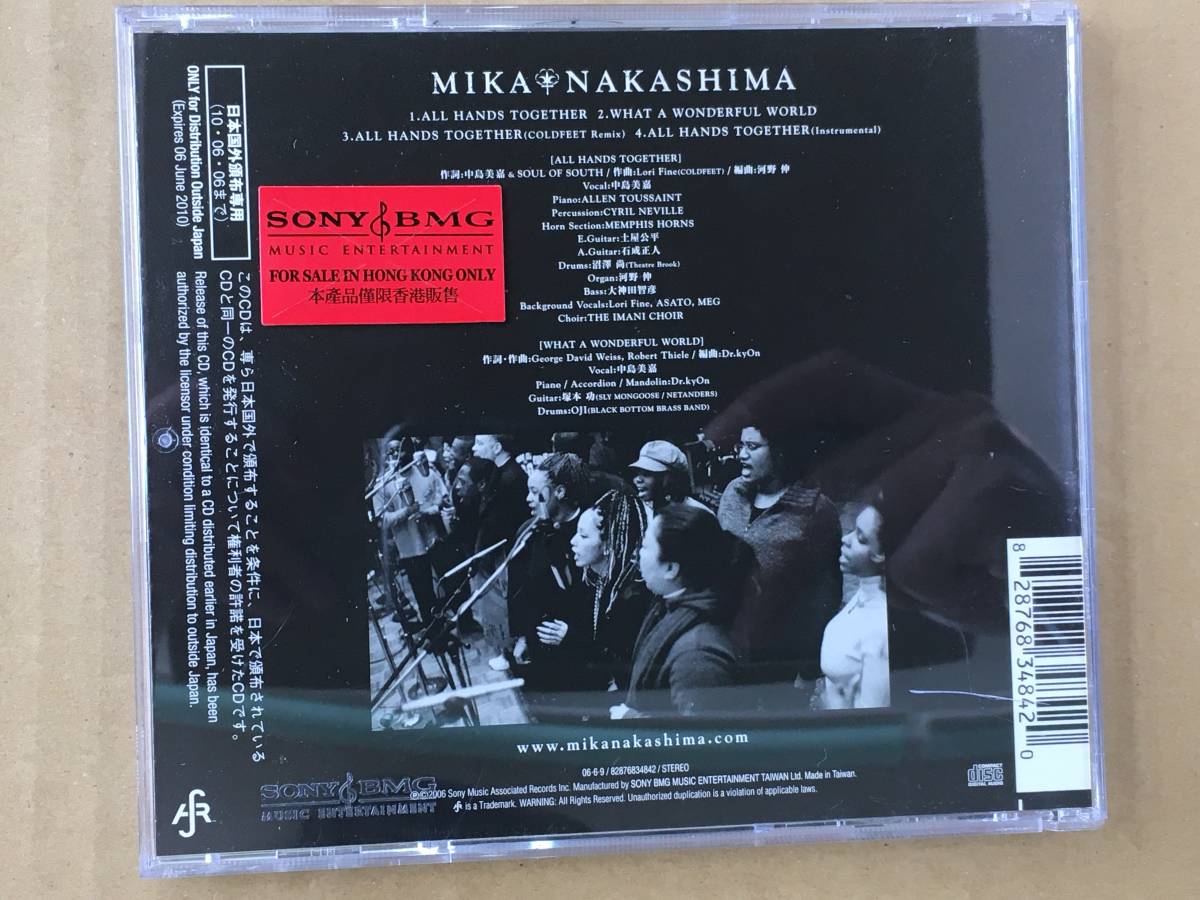 MIKA NAKASHIMA
1.ALL HANDS TOGETHER 2.WHAT A WONDERFUL WORLD
3.ALL HANDS TOGETHER(COLDFEET Remix) 4.ALL HANDS TOGETHER(Instrumental)
[ALL HANDS TOGETHER]
作詞:中島美嘉 & SOUL OF SOUTH / 作曲:Lori Fine(COLDFEET) / 編曲:河野 伸
Vocal:中島美嘉
Piano:ALLEN TOUSSAINT
Percussion:CYRIL NEVILLE
Horn Section:MEMPHIS HORNS
E.Guitar:土屋公平
A.Guitar:石成正人
Drums:沼澤 尚(Theatre Brook)
Organ:河野 伸
Bass:大神田智彦
Background Vocals:Lori Fine, ASATO, MEG
Choir:THE IMANI CHOIR
[WHAT A WONDERFUL WORLD]
作詞・作曲:George David Weiss, Robert Thiele / 編曲:Dr.kyOn
Vocal:中島美嘉
Piano / Accordion / Mandolin:Dr.kyOn
Guitar:塚本 功(SLY MONGOOSE / NETANDERS)
Drums:OJI(BLACK BOTTOM BRASS BAND)
SONY BMG
MUSIC ENTERTAINMENT
FOR SALE IN HONG KONG ONLY
本產品僅限香港販售
日本国外頒布専用
(10・06・06まで)
ONLY for Distribution Outside Japan
(Expires 06 June 2010)
このCDは、専ら日本国外で頒布することを条件に、日本で頒布されている
CDと同一のCDを発行することについて権利者の許諾を受けたCDです。
Release of this CD, which is identical to a CD distributed earlier in Japan, has been
authorized by the licensor under condition limiting distribution to outside Japan.
www.mikanakashima.com
06-6-9 / 82876834842 / STEREO
℗©2006 Sony Music Associated Records Inc. Manufactured by SONY BMG MUSIC ENTERTAINMENT TAIWAN Ltd. Made in Taiwan.
is a Trademark. WARNING: All Rights Reserved. Unauthorized duplication is a violation of applicable laws.
SONY BMG
MUSIC ENTERTAINMENT
AR
COMPACT
disc
DIGITAL AUDIO
8 28768 34842 0